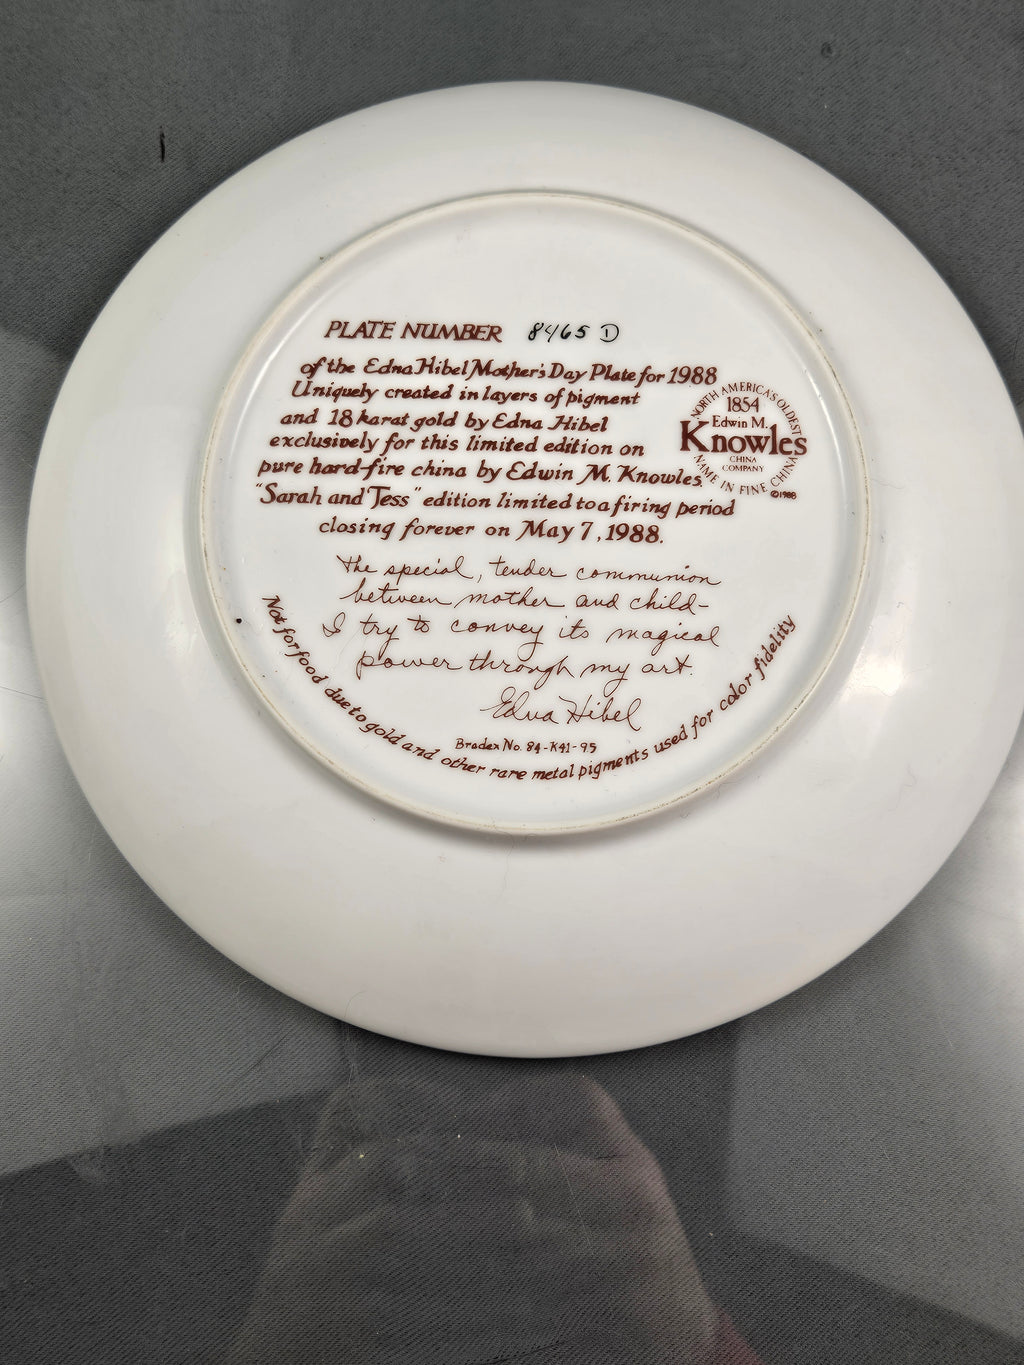 PLATE NUMBER 8465 D
of the Edna Hibel Mother's Day Plate for 1988
Uniquely created in layers of pigment
and 18 karat gold by Edna Hibel
exclusively for this limited edition on
pure hard-fire china by Edwin M. Knowles.
"Sarah and Tess" edition limited to a firing period
closing forever on May 7, 1988.
NORTH AMERICA'S OLDEST
1854
Edwin M.
Knowles
CHINA
COMPANY
NAME IN FINE CHINA
©1988
The special, tender communion
between mother and child-
I try to convey its magical
power through my art.
Edna Hibel
Bradex No. 84-K41-95
Not for food due to gold and other rare metal pigments used for color fidelity